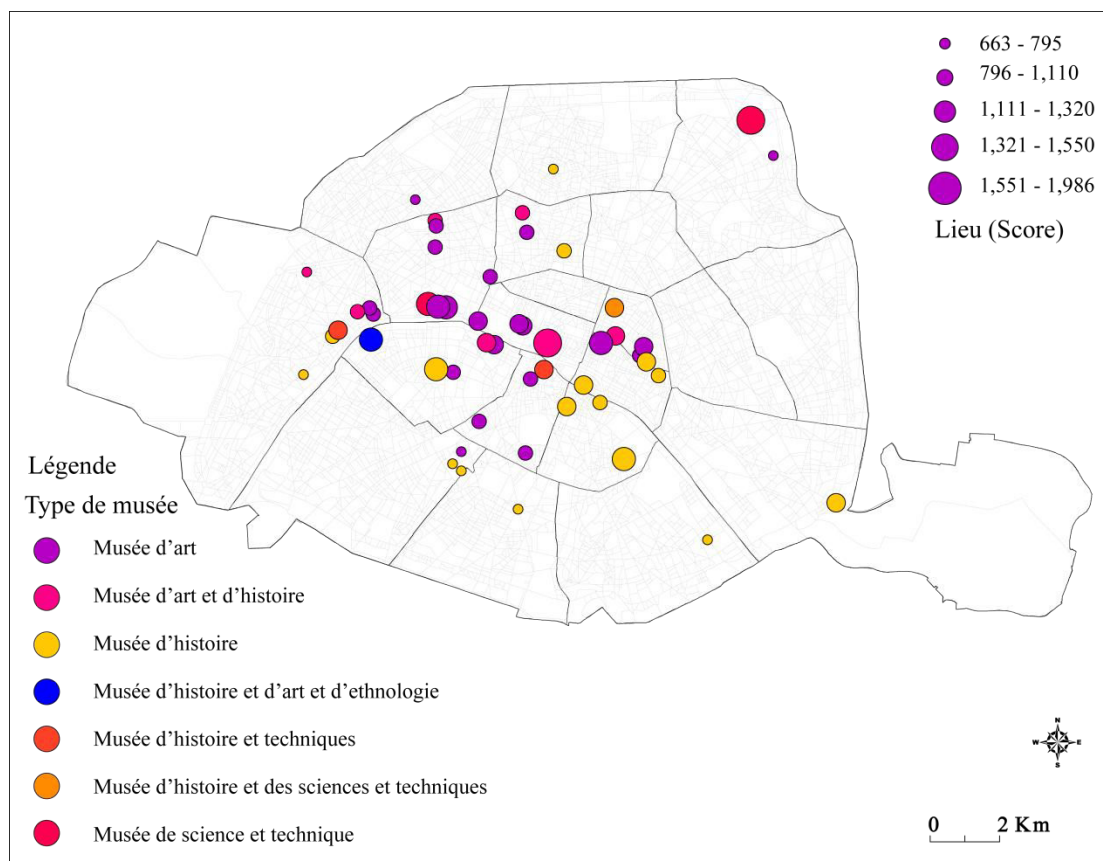 663 - 795
796 - 1,110
1,111 - 1,320
1,321 - 1,550
1,551 - 1,986
Lieu (Score)
Légende
Type de musée
Musée d’art
Musée d’art et d’histoire
Musée d’histoire
Musée d’histoire et d’art et d’ethnologie
Musée d’histoire et techniques
Musée d’histoire et des sciences et techniques
Musée de science et technique
N
W E
S
0 2 Km